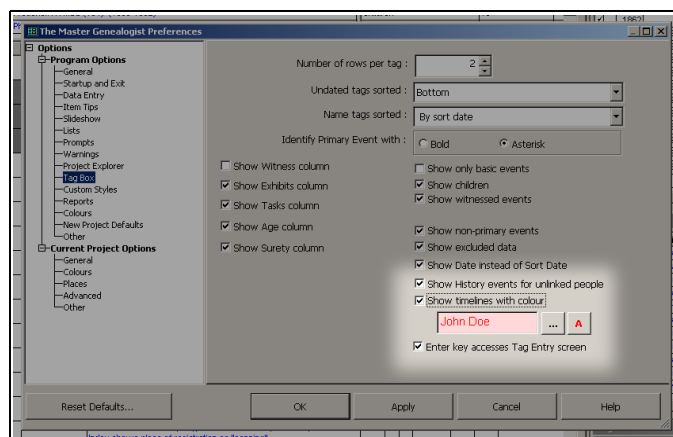 1862
The Master Genealogist Preferences
Options
Program Options
General
Startup and Exit
Data Entry
Item Tips
Slideshow
Lists
Prompts
Warnings
Project Explorer
Tag Box
Custom Styles
Reports
Colours
New Project Defaults
Other
Current Project Options
General
Colours
Places
Advanced
Other
Number of rows per tag : 2
Undated tags sorted : Bottom
Name tags sorted : By sort date
Identify Primary Event with : Bold Asterisk
Show Witness column
Show Exhibits column
Show Tasks column
Show Age column
Show Surety column
Show only basic events
Show children
Show witnessed events
Show non-primary events
Show excluded data
Show Date instead of Sort Date
Show History events for unlinked people
Show timelines with colour
John Doe ... A
Enter key accesses Tag Entry screen
Reset Defaults... OK Apply Cancel Help